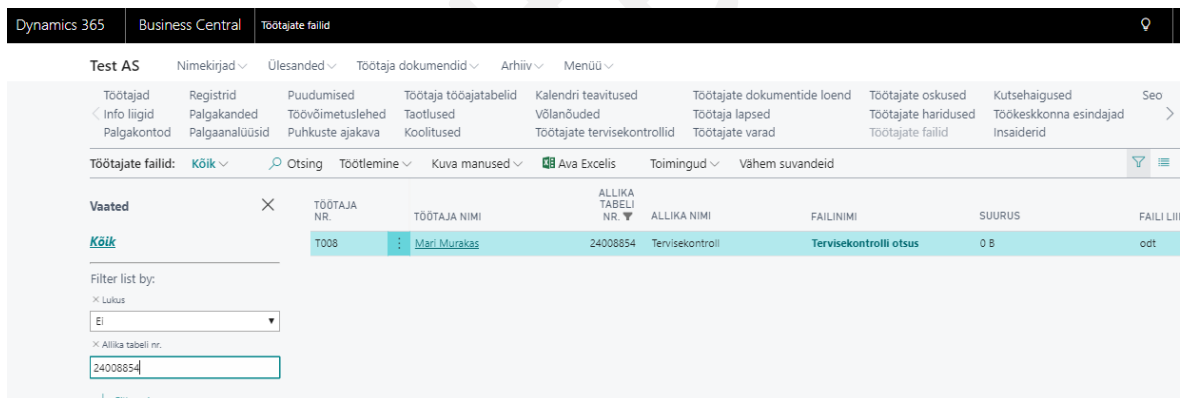 Dynamics 365 Business Central Töötajate failid
Test AS Nimekirjad Ülesanded Töötaja dokumendid Arhiiv Menüü
Töötajad Registrid Puudumised Töötaja tööajatabelid Kalendri teavitused Töötajate dokumentide loend Töötajate oskused Kutsehaigused Seo
Info liigid Palgakanded Töövõimetuslehed Taotlused Võlanõuded Töötaja lapsed Töötajate haridused Töökeskkonna esindajad
Palgakontod Palgaanalüüsid Puhkuste ajakava Koolitused Töötajate tervisekontrollid Töötajate varad Töötajate failid Insaiderid
Töötajate failid: Kõik Otsing Töötlemine Kuva manused Ava Excelis Toimingud Vähem suvandeid
Vaated
Kõik
Filter list by:
× Lukus
Ei
× Allika tabeli nr.
24008854
TÖÖTAJA NR. TÖÖTAJA NIMI ALLIKA TABELI NR. ALLIKA NIMI FAILINIMI SUURUS FAILI LII
T008 Mari Murakas 24008854 Tervisekontroll Tervisekontrolli otsus 0 B odt